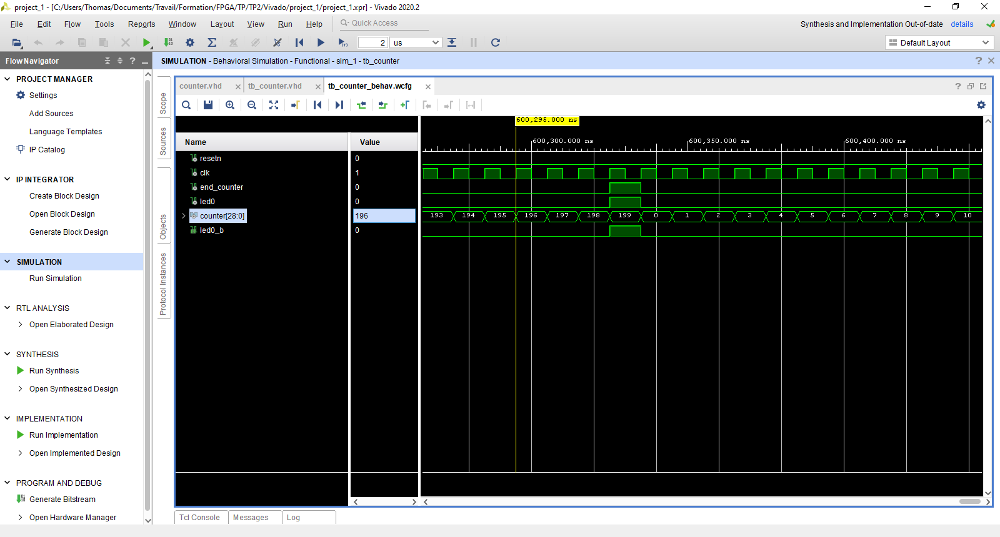 project_1 - [C:/Users/Thomas/Documents/Travail/Formation/FPGA/TP/TP2/Vivado/project_1/project_1.xpr] - Vivado 2020.2
File Edit Flow Tools Reports Window Layout View Run Help Quick Access
Synthesis and Implementation Out-of-date details
2 us
Default Layout
Flow Navigator
SIMULATION - Behavioral Simulation - Functional - sim_1 - tb_counter
PROJECT MANAGER
Settings
Add Sources
Language Templates
IP Catalog
IP INTEGRATOR
Create Block Design
Open Block Design
Generate Block Design
SIMULATION
Run Simulation
RTL ANALYSIS
Open Elaborated Design
SYNTHESIS
Run Synthesis
Open Synthesized Design
IMPLEMENTATION
Run Implementation
Open Implemented Design
PROGRAM AND DEBUG
Generate Bitstream
Open Hardware Manager
Scope
Sources
Objects
Protocol Instances
counter.vhd tb_counter.vhd tb_counter_behav.wcfg
600,295.000 ns
Name Value
600,300.000 ns 600,350.000 ns 600,400.000 ns
resetn 0
clk 1
end_counter 0
led0 0
counter[28:0] 196 193 194 195 196 197 198 199 0 1 2 3 4 5 6 7 8 9 10
led0_b 0
Tcl Console Messages Log